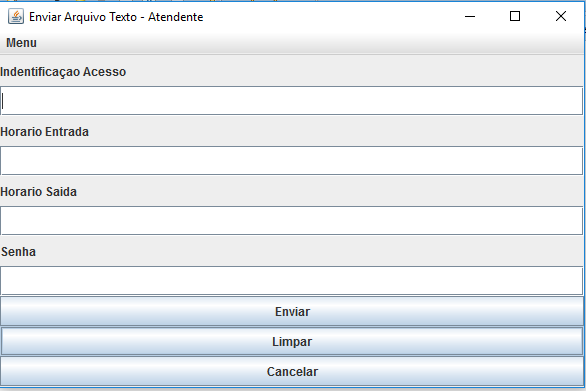 Enviar Arquivo Texto - Atendente
Menu
Indentificaçao Acesso
Horario Entrada
Horario Saida
Senha
Enviar
Limpar
Cancelar